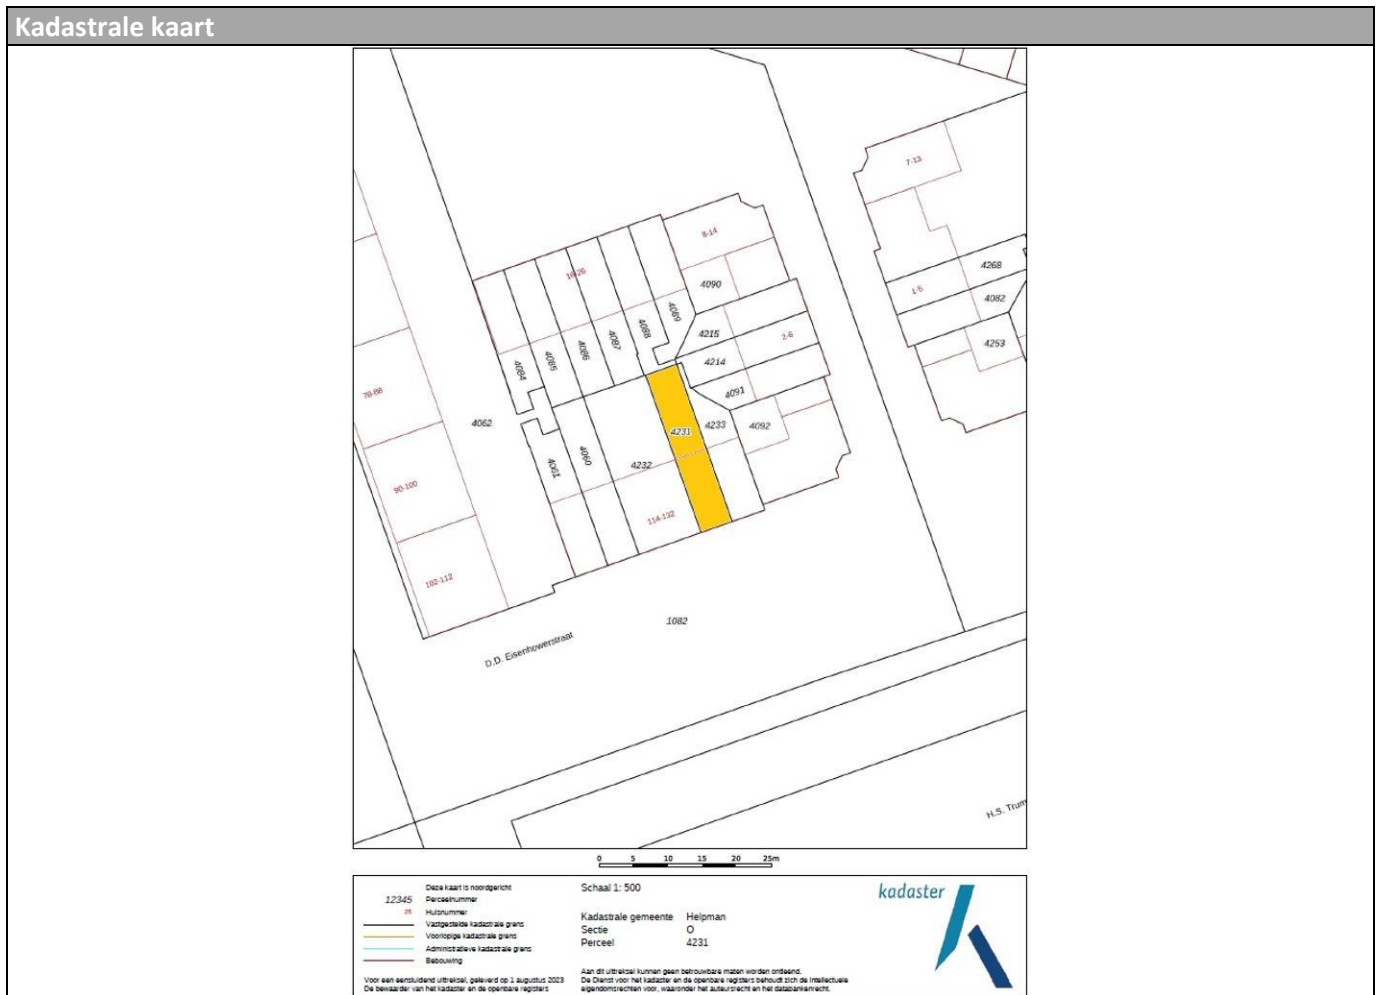 Kadastrale kaart
7-13
8-14
16-26
4090
4268
1-5
4082
4089
4088
4087
4215
2-6
4253
4086
4085
4084
4214
4091
78-88
4062
4231
4233
4092
4060
4061
4232
90-100
114-132
102-112
1082
D.D. Eisenhowerstraat
H.S. Trum
0 5 10 15 20 25m
Deze kaart is noordgericht
12345 Perceelnummer
25 Huisnummer
Vastgestelde kadastrale grens
Voorlopige kadastrale grens
Administratieve kadastrale grens
Bebouwing
Voor een eensluidend uittreksel, geleverd op 1 augustus 2023
De bewaarder van het kadaster en de openbare registers
Schaal 1: 500
Kadastrale gemeente Helpman
Sectie O
Perceel 4231
Aan dit uittreksel kunnen geen betrouwbare maten worden ontleend.
De Dienst voor het kadaster en de openbare registers behoudt zich de intellectuele
eigendomsrechten voor, waaronder het auteursrecht en het databankenrecht.
kadaster